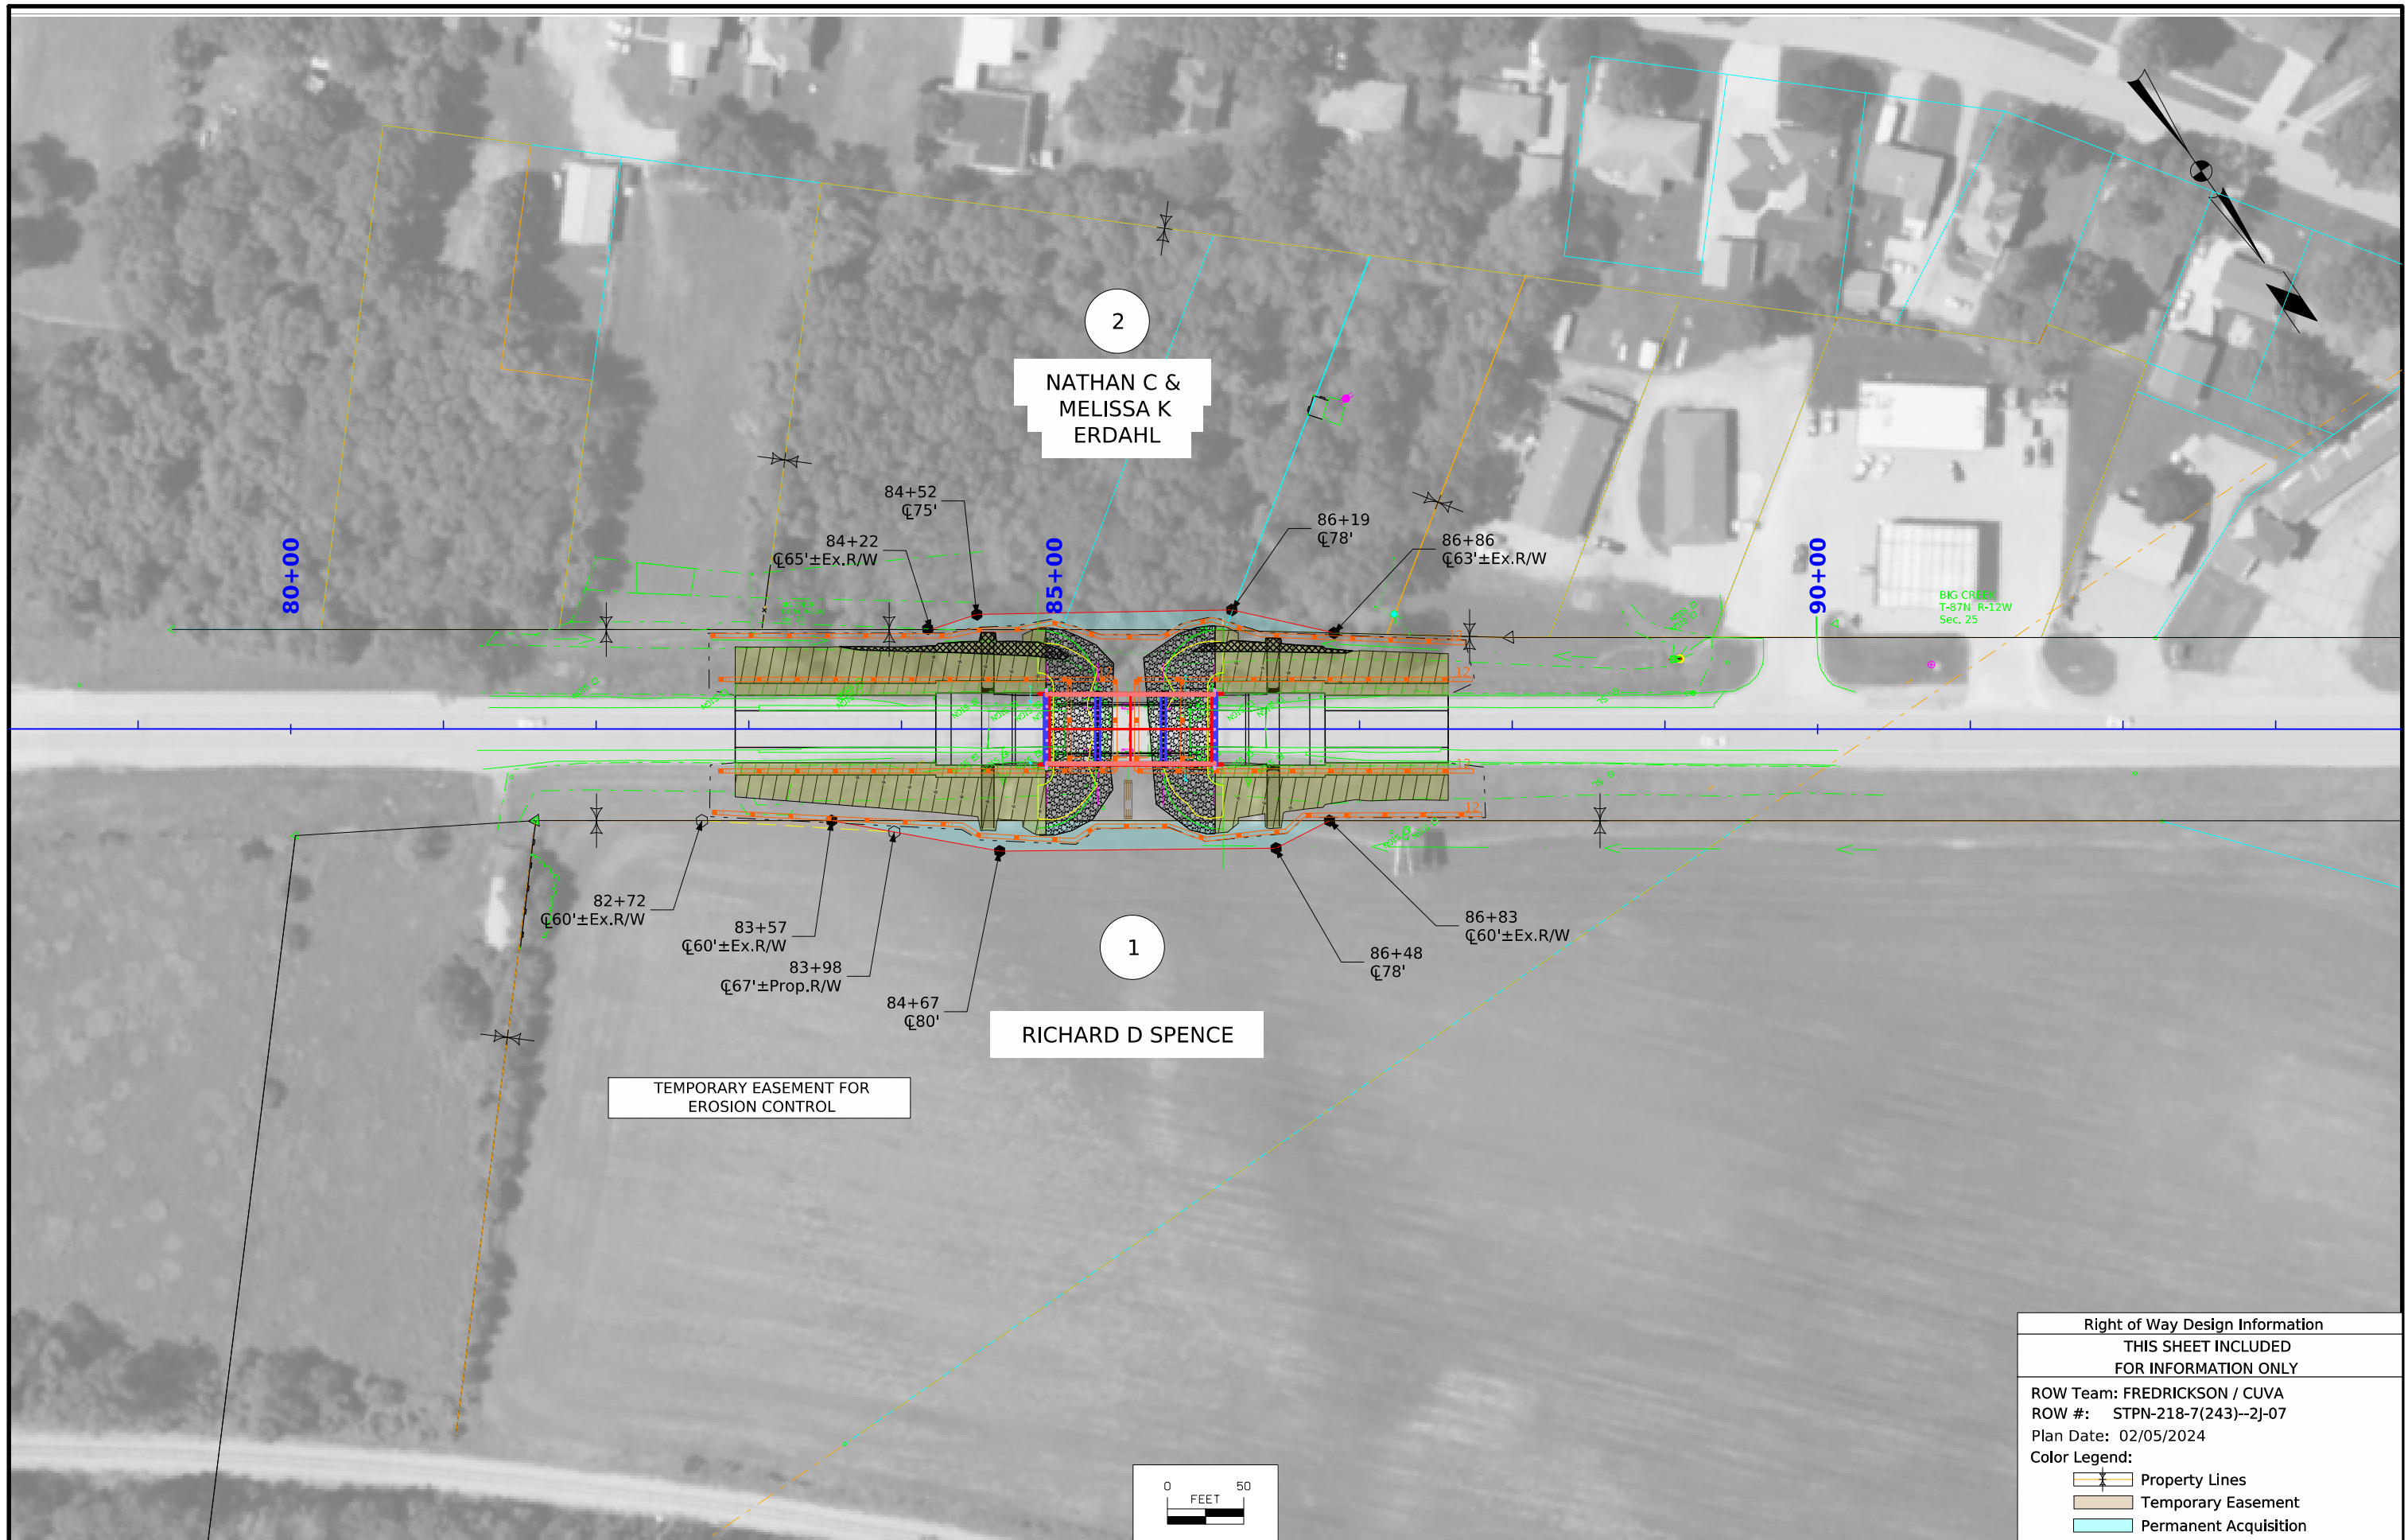 2
NATHAN C &
MELISSA K
ERDAHL
84+52
℄75'
84+22
℄65'±Ex.R/W
86+19
℄78'
86+86
℄63'±Ex.R/W
80+00
85+00
90+00
BIG CREEK
T-87N R-12W
Sec. 25
12
12
12
82+72
℄60'±Ex.R/W
83+57
℄60'±Ex.R/W
83+98
℄67'±Prop.R/W
84+67
℄80'
86+83
℄60'±Ex.R/W
86+48
℄78'
1
RICHARD D SPENCE
TEMPORARY EASEMENT FOR
EROSION CONTROL
0 50
FEET
Right of Way Design Information
THIS SHEET INCLUDED
FOR INFORMATION ONLY
ROW Team: FREDRICKSON / CUVA
ROW #: STPN-218-7(243)--2J-07
Plan Date: 02/05/2024
Color Legend:
Property Lines
Temporary Easement
Permanent Acquisition